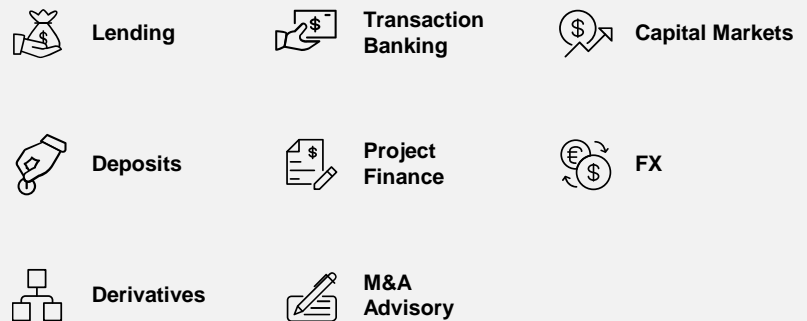 Lending
Transaction
Banking
Capital Markets
Deposits
Project
Finance
FX
Derivatives
M&A
Advisory